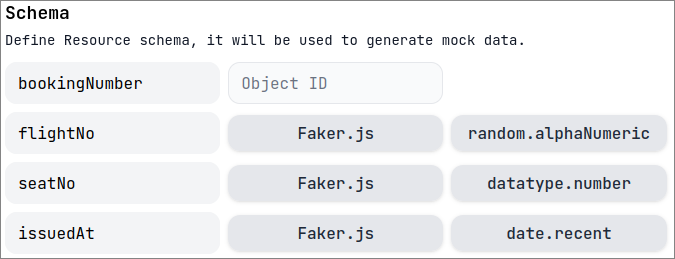 Schema
Define Resource schema, it will be used to generate mock data.
bookingNumber Object ID
flightNo Faker.js random.alphaNumeric
seatNo Faker.js datatype.number
issuedAt Faker.js date.recent